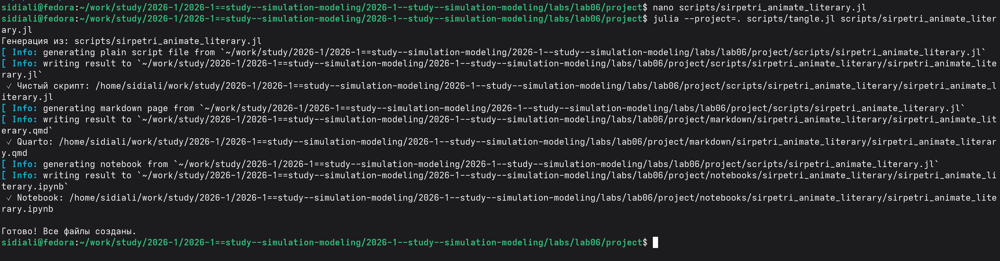 sidiali@fedora:~/work/study/2026-1/2026-1==study--simulation-modeling/2026-1--study--simulation-modeling/labs/lab06/project$ nano scripts/sirpetri_animate_literary.jl
sidiali@fedora:~/work/study/2026-1/2026-1==study--simulation-modeling/2026-1--study--simulation-modeling/labs/lab06/project$ julia --project=. scripts/tangle.jl scripts/sirpetri_animate_liter
ary.jl
Генерация из: scripts/sirpetri_animate_literary.jl
[ Info: generating plain script file from `~/work/study/2026-1/2026-1==study--simulation-modeling/2026-1--study--simulation-modeling/labs/lab06/project/scripts/sirpetri_animate_literary.jl`
[ Info: writing result to `~/work/study/2026-1/2026-1==study--simulation-modeling/2026-1--study--simulation-modeling/labs/lab06/project/scripts/sirpetri_animate_literary/sirpetri_animate_lite
rary.jl`
✓ Чистый скрипт: /home/sidiali/work/study/2026-1/2026-1==study--simulation-modeling/2026-1--study--simulation-modeling/labs/lab06/project/scripts/sirpetri_animate_literary/sirpetri_animate_l
iterary.jl
[ Info: generating markdown page from `~/work/study/2026-1/2026-1==study--simulation-modeling/2026-1--study--simulation-modeling/labs/lab06/project/scripts/sirpetri_animate_literary.jl`
[ Info: writing result to `~/work/study/2026-1/2026-1==study--simulation-modeling/2026-1--study--simulation-modeling/labs/lab06/project/markdown/sirpetri_animate_literary/sirpetri_animate_lit
erary.qmd`
✓ Quarto: /home/sidiali/work/study/2026-1/2026-1==study--simulation-modeling/2026-1--study--simulation-modeling/labs/lab06/project/markdown/sirpetri_animate_literary/sirpetri_animate_literar
y.qmd
[ Info: generating notebook from `~/work/study/2026-1/2026-1==study--simulation-modeling/2026-1--study--simulation-modeling/labs/lab06/project/scripts/sirpetri_animate_literary.jl`
[ Info: writing result to `~/work/study/2026-1/2026-1==study--simulation-modeling/2026-1--study--simulation-modeling/labs/lab06/project/notebooks/sirpetri_animate_literary/sirpetri_animate_li
terary.ipynb`
✓ Notebook: /home/sidiali/work/study/2026-1/2026-1==study--simulation-modeling/2026-1--study--simulation-modeling/labs/lab06/project/notebooks/sirpetri_animate_literary/sirpetri_animate_lite
rary.ipynb
Готово! Все файлы созданы.
sidiali@fedora:~/work/study/2026-1/2026-1==study--simulation-modeling/2026-1--study--simulation-modeling/labs/lab06/project$